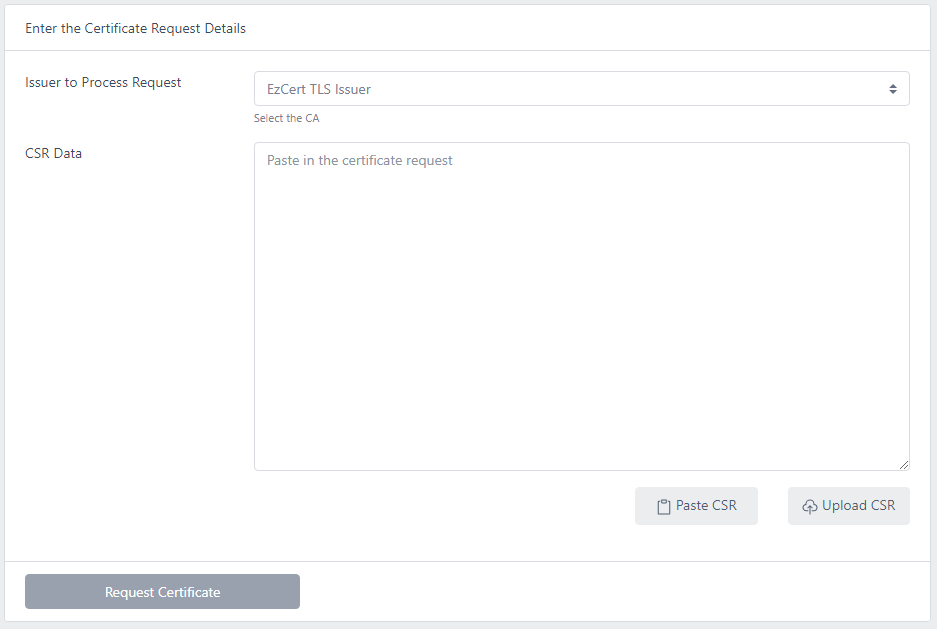 Enter the Certificate Request Details
Issuer to Process Request
EzCert TLS Issuer
Select the CA
CSR Data
Paste in the certificate request
Paste CSR
Upload CSR
Request Certificate